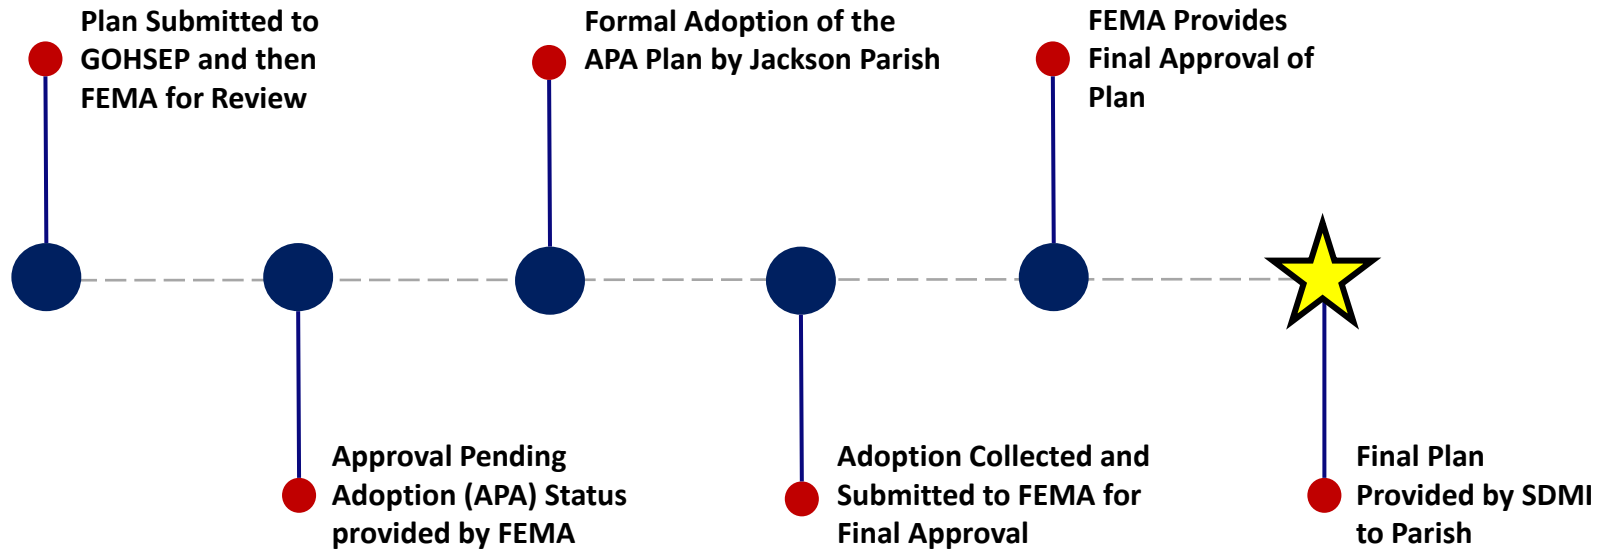 Plan Submitted to
GOHSEP and then
FEMA for Review
Formal Adoption of the
APA Plan by Jackson Parish
FEMA Provides
Final Approval of
Plan
Approval Pending
Adoption (APA) Status
provided by FEMA
Adoption Collected and
Submitted to FEMA for
Final Approval
Final Plan
Provided by SDMI
to Parish